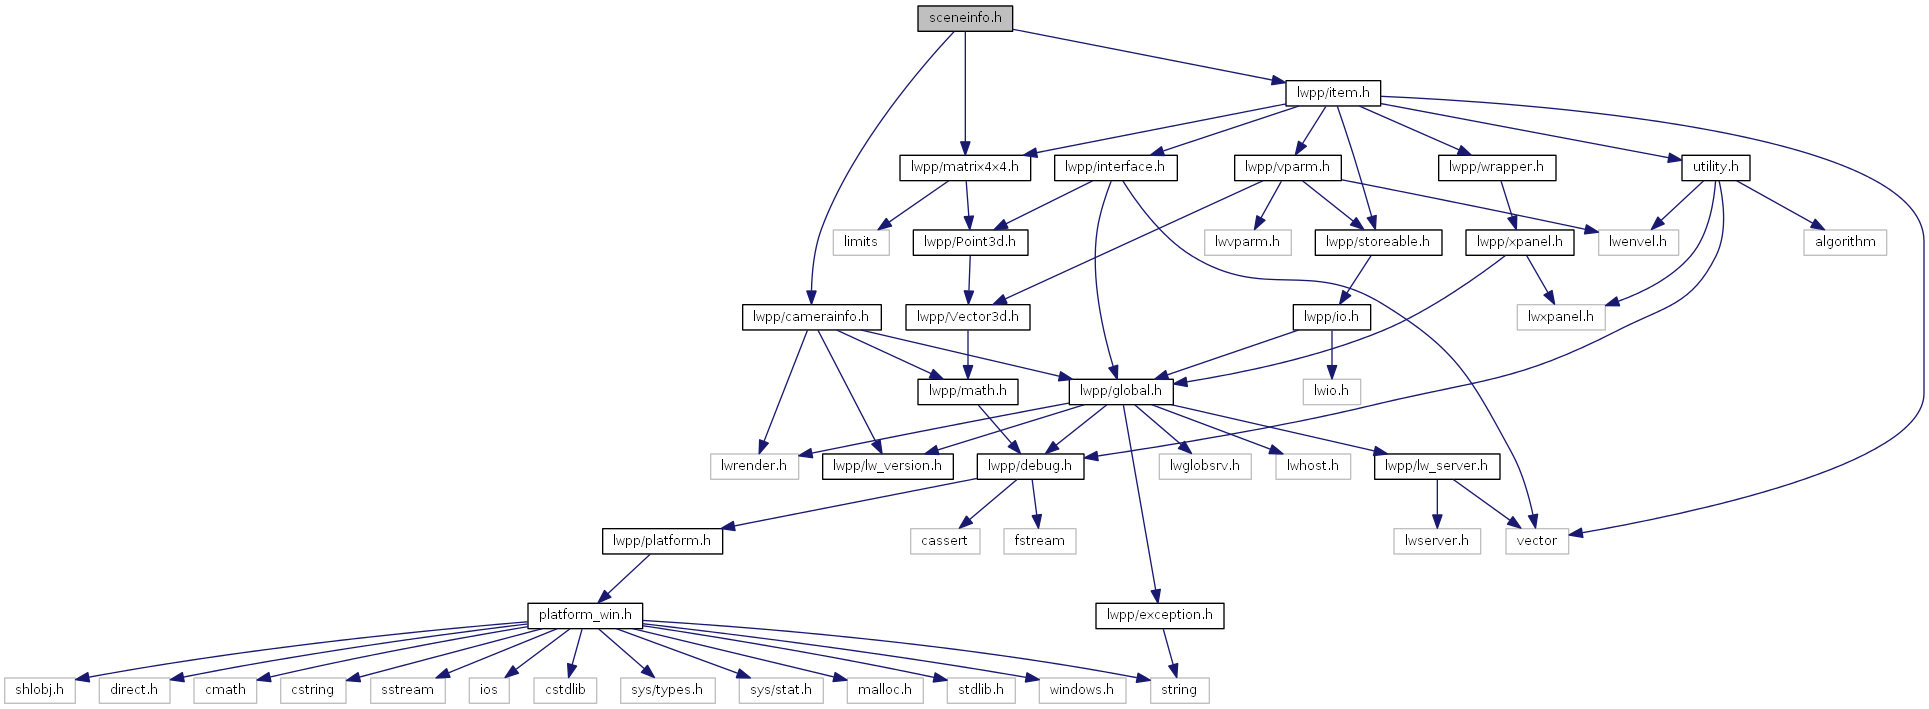 sceneinfo.h
lwpp/item.h
lwpp/matrix4x4.h
lwpp/interface.h
lwpp/vparm.h
lwpp/wrapper.h
utility.h
limits
lwpp/Point3d.h
lwvparm.h
lwpp/storeable.h
lwpp/xpanel.h
lwenvel.h
algorithm
lwpp/camerainfo.h
lwpp/Vector3d.h
lwpp/io.h
lwxpanel.h
lwpp/math.h
lwpp/global.h
lwio.h
lwrender.h
lwpp/lw_version.h
lwpp/debug.h
lwglobsrv.h
lwhost.h
lwpp/lw_server.h
lwpp/platform.h
cassert
fstream
lwserver.h
vector
platform_win.h
lwpp/exception.h
shlobj.h
direct.h
cmath
cstring
sstream
ios
cstdlib
sys/types.h
sys/stat.h
malloc.h
stdlib.h
windows.h
string